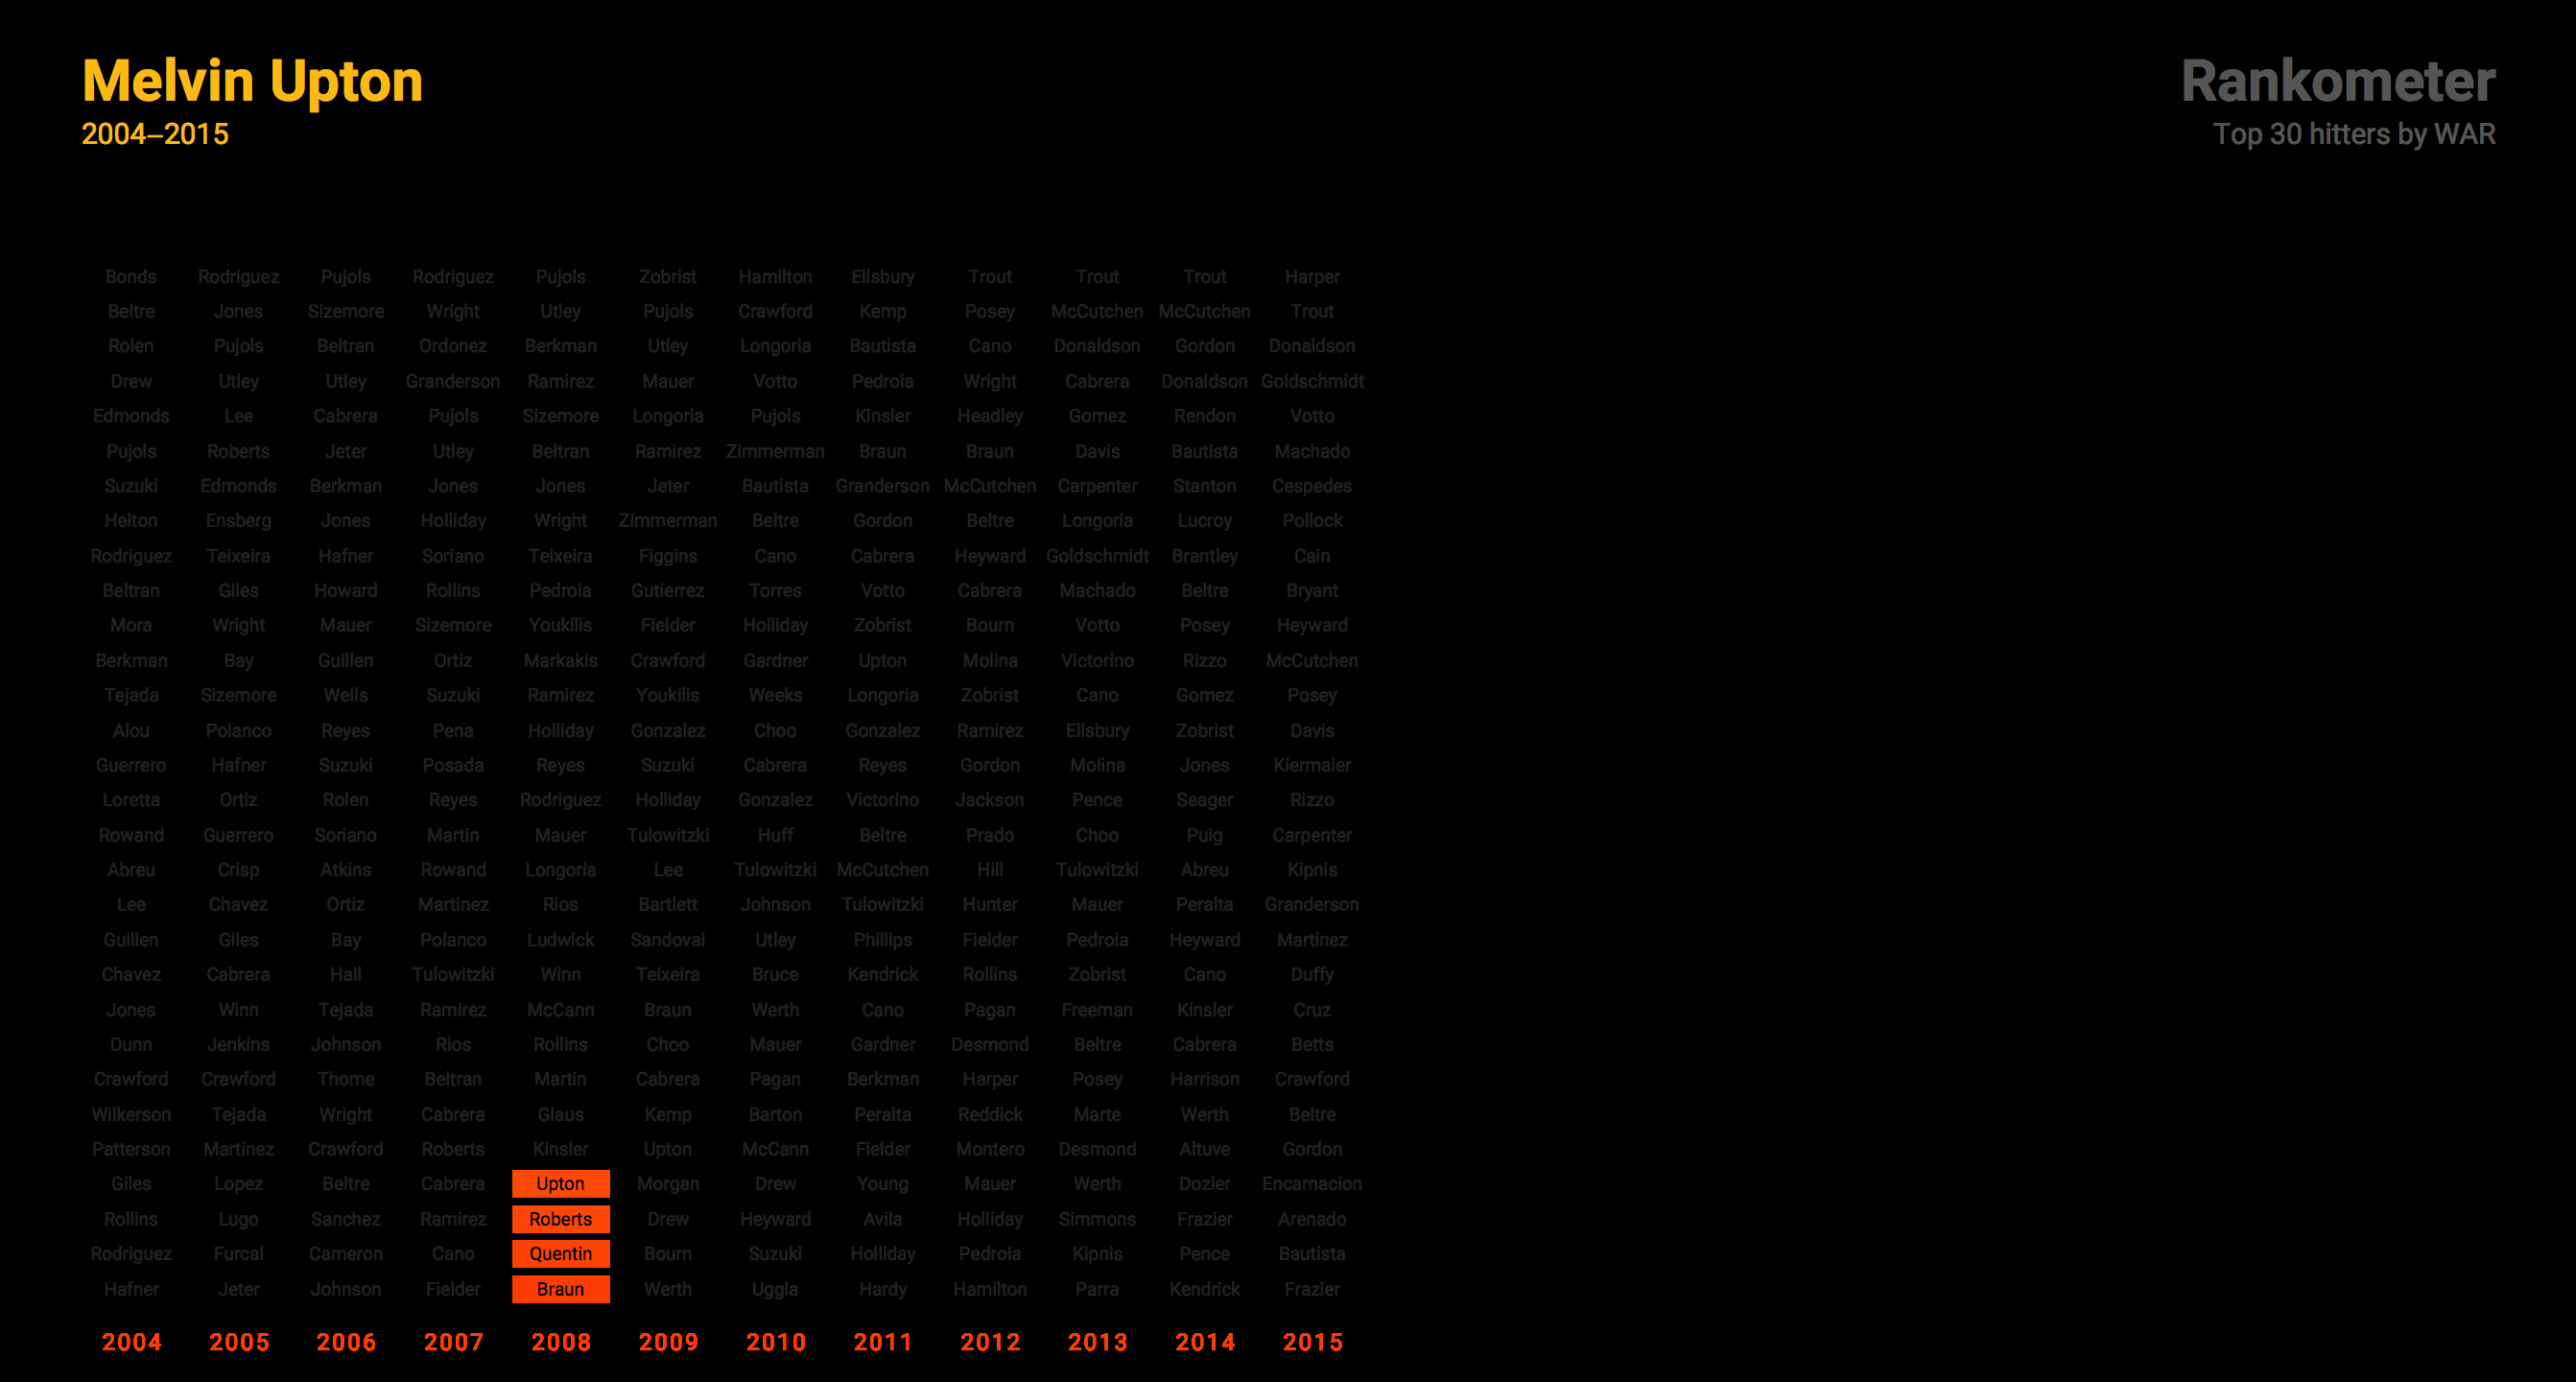 Melvin Upton
2004–2015
Rankometer
Top 30 hitters by WAR
Bonds Rodriguez Pujols Rodriguez Pujols Zobrist Hamilton Ellsbury Trout Trout Trout Harper
Beltre Jones Sizemore Wright Utley Pujols Crawford Kemp Posey McCutchen McCutchen Trout
Rolen Pujols Beltran Ordonez Berkman Utley Longoria Bautista Cano Donaldson Gordon Donaldson
Drew Utley Utley Granderson Ramirez Mauer Votto Pedroia Wright Cabrera Donaldson Goldschmidt
Edmonds Lee Cabrera Pujols Sizemore Longoria Pujols Kinsler Headley Gomez Rendon Votto
Pujols Roberts Jeter Utley Beltran Ramirez Zimmerman Braun Braun Davis Bautista Machado
Suzuki Edmonds Berkman Jones Jones Jeter Bautista Granderson McCutchen Carpenter Stanton Cespedes
Helton Ensberg Jones Holliday Wright Zimmerman Beltre Gordon Beltre Longoria Lucroy Pollock
Rodriguez Teixeira Hafner Soriano Teixeira Figgins Cano Cabrera Heyward Goldschmidt Brantley Cain
Beltran Giles Howard Rollins Pedroia Gutierrez Torres Votto Cabrera Machado Beltre Bryant
Mora Wright Mauer Sizemore Youkilis Fielder Holliday Zobrist Bourn Votto Posey Heyward
Berkman Bay Guillen Ortiz Markakis Crawford Gardner Upton Molina Victorino Rizzo McCutchen
Tejada Sizemore Wells Suzuki Ramirez Youkilis Weeks Longoria Zobrist Cano Gomez Posey
Alou Polanco Reyes Pena Holliday Gonzalez Choo Gonzalez Ramirez Ellsbury Zobrist Davis
Guerrero Hafner Suzuki Posada Reyes Suzuki Cabrera Reyes Gordon Molina Jones Kiermaier
Loretta Ortiz Rolen Reyes Rodriguez Holliday Gonzalez Victorino Jackson Pence Seager Rizzo
Rowand Guerrero Soriano Martin Mauer Tulowitzki Huff Beltre Prado Choo Puig Carpenter
Abreu Crisp Atkins Rowand Longoria Lee Tulowitzki McCutchen Hill Tulowitzki Abreu Kipnis
Lee Chavez Ortiz Martinez Rios Bartlett Johnson Tulowitzki Hunter Mauer Peralta Granderson
Guillen Giles Bay Polanco Ludwick Sandoval Utley Phillips Fielder Pedroia Heyward Martinez
Chavez Cabrera Hall Tulowitzki Winn Teixeira Bruce Kendrick Rollins Zobrist Cano Duffy
Jones Winn Tejada Ramirez McCann Braun Werth Cano Pagan Freeman Kinsler Cruz
Dunn Jenkins Johnson Rios Rollins Choo Mauer Gardner Desmond Beltre Cabrera Betts
Crawford Crawford Thome Beltran Martin Cabrera Pagan Berkman Harper Posey Harrison Crawford
Wilkerson Tejada Wright Cabrera Glaus Kemp Barton Peralta Reddick Marte Werth Beltre
Patterson Martinez Crawford Roberts Kinsler Upton McCann Fielder Montero Desmond Altuve Gordon
Giles Lopez Beltre Cabrera Upton Morgan Drew Young Mauer Werth Dozier Encarnacion
Rollins Lugo Sanchez Ramirez Roberts Drew Heyward Avila Holliday Simmons Frazier Arenado
Rodriguez Furcal Cameron Cano Quentin Bourn Suzuki Holliday Pedroia Kipnis Pence Bautista
Hafner Jeter Johnson Fielder Braun Werth Uggla Hardy Hamilton Parra Kendrick Frazier
2004 2005 2006 2007 2008 2009 2010 2011 2012 2013 2014 2015